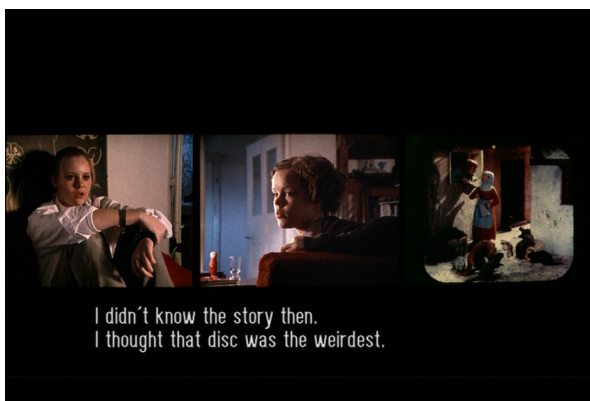 I didn´t know the story then.
I thought that disc was the weirdest.